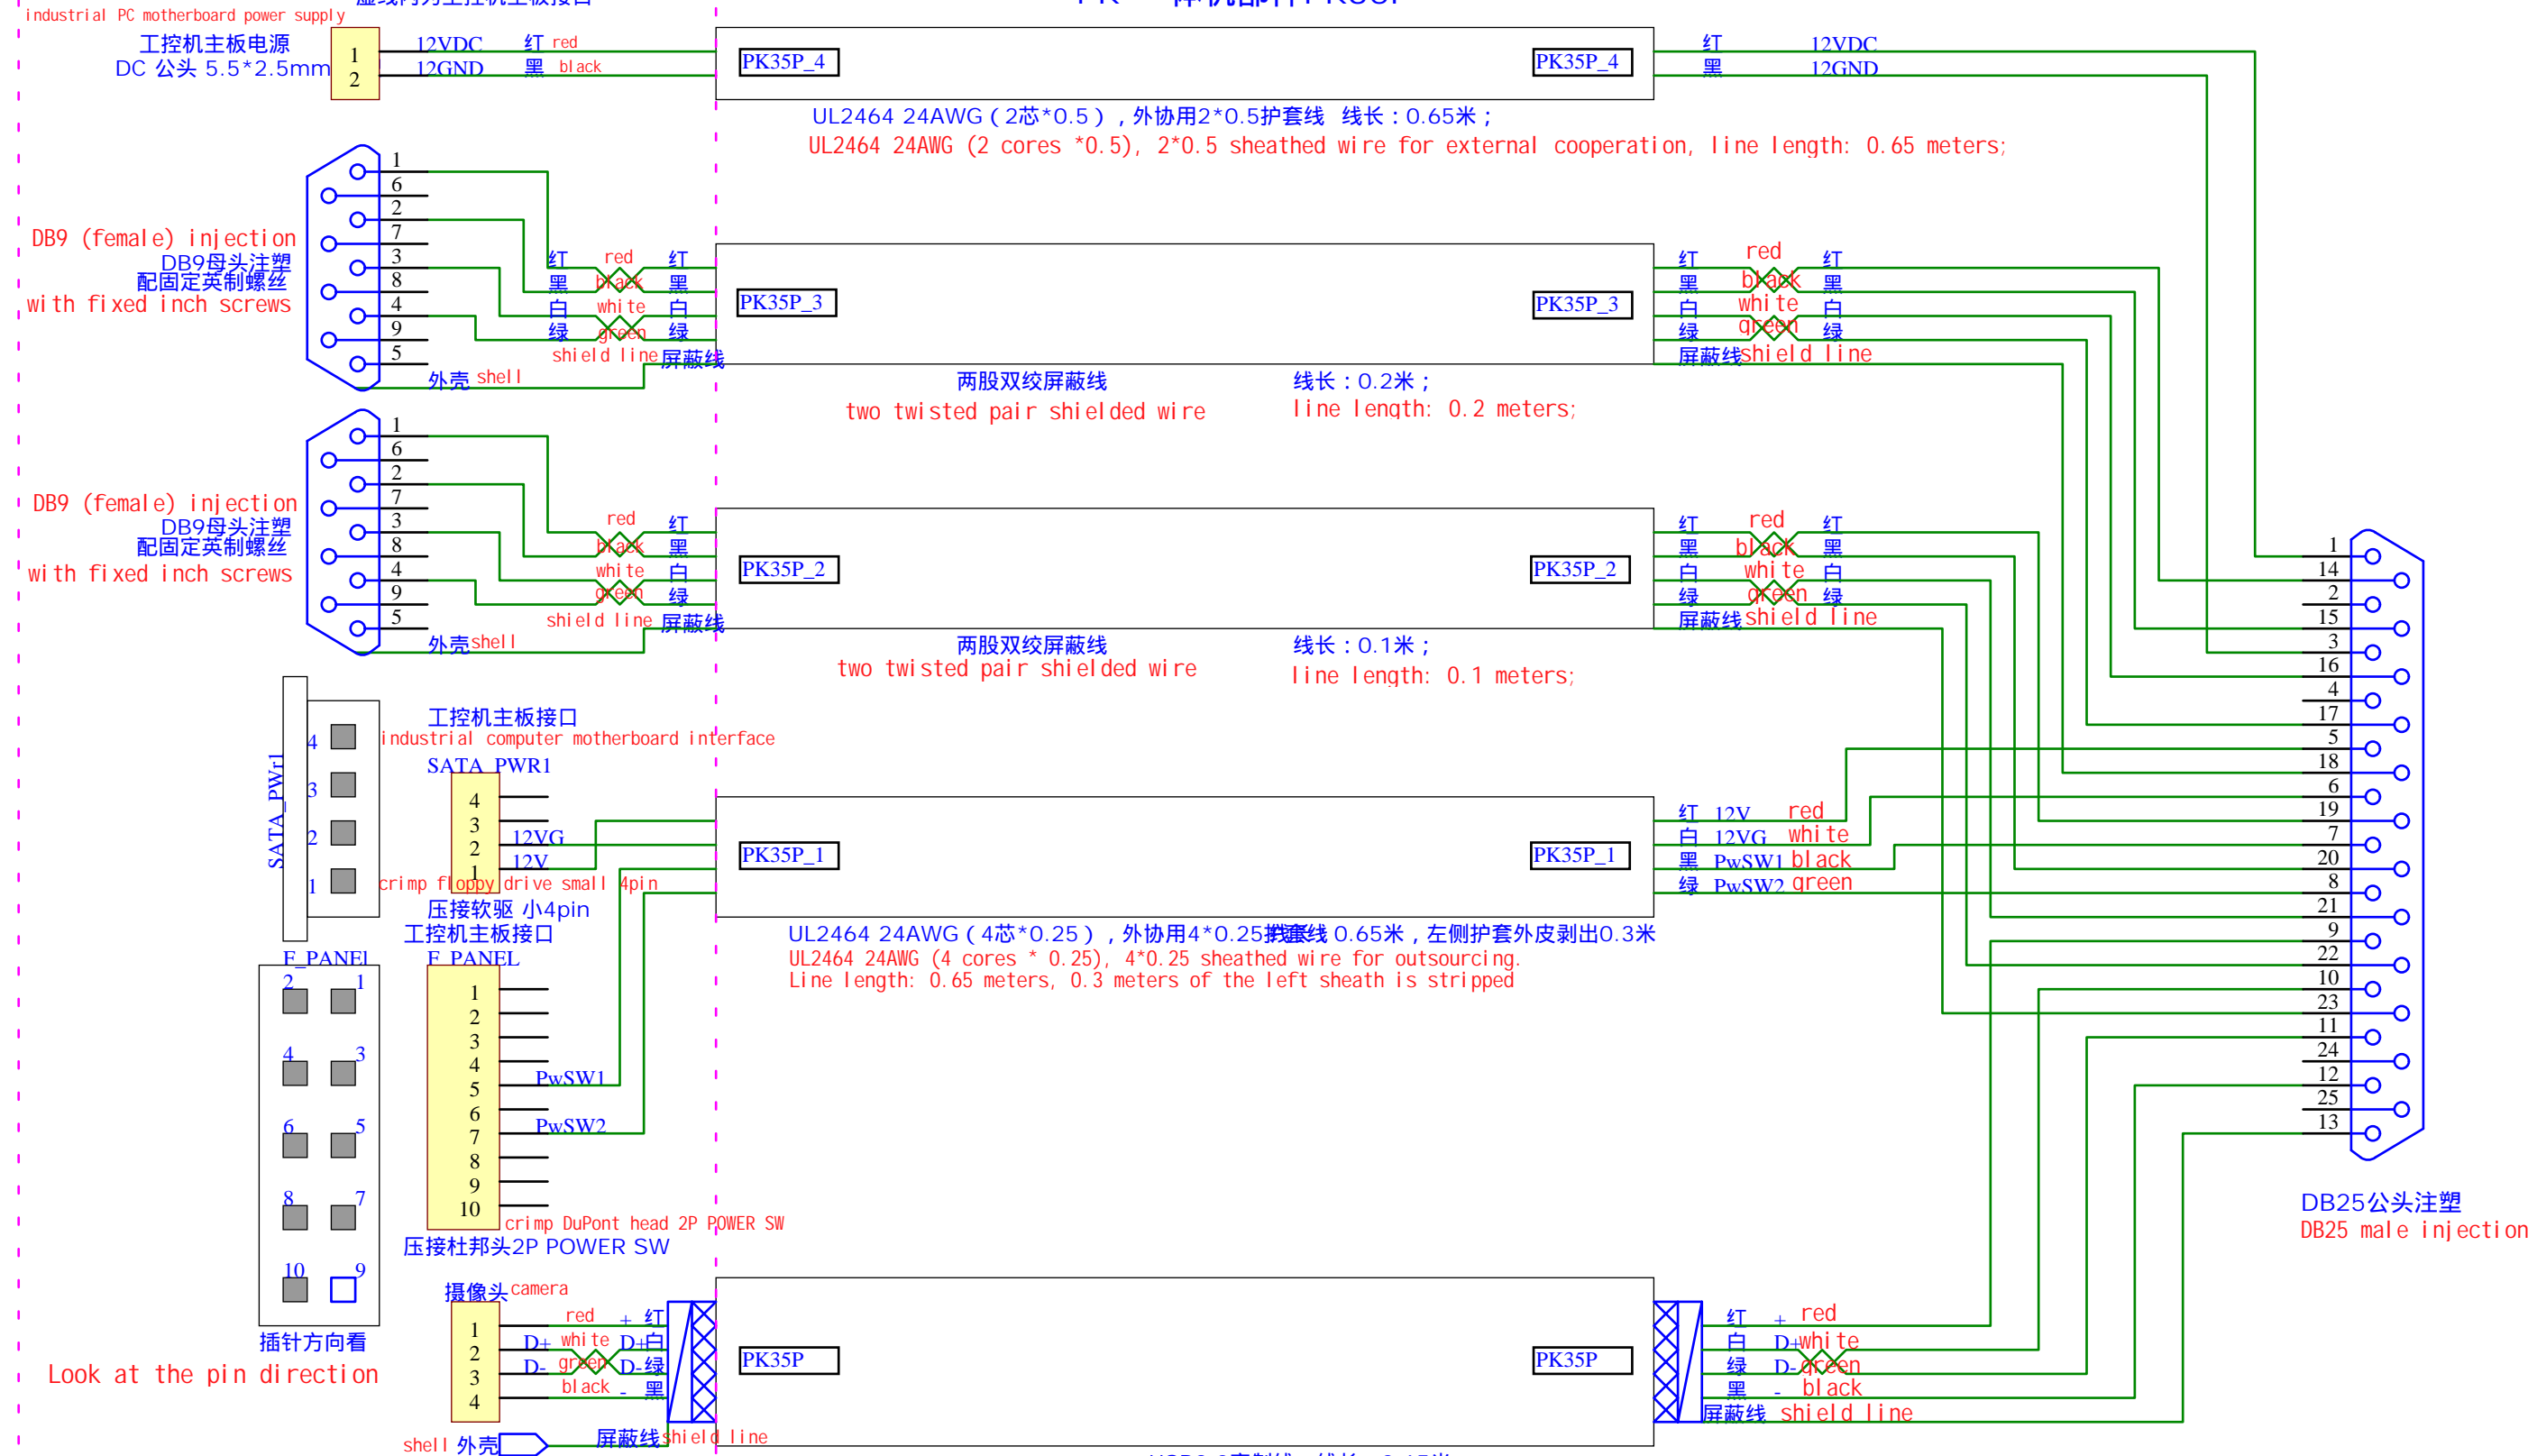 industrial PC motherboard power supply
工控机主板电源
DC 公头 5.5*2.5mm
1
2
12VDC 红 red
12GND 黑 black
PK35P_4
PK35P_4
红 12VDC
黑 12GND
UL2464 24AWG（2芯*0.5），外协用2*0.5护套线 线长：0.65米；
UL2464 24AWG (2 cores *0.5), 2*0.5 sheathed wire for external cooperation, line length: 0.65 meters;
DB9 (female) injection
DB9母头注塑
配固定英制螺丝
with fixed inch screws
1
6
2
7
3
8
4
9
5
红 red 红
黑 black 黑
白 white 白
绿 green 绿
shield line 屏蔽线
外壳 shell
PK35P_3
PK35P_3
红 red 红
黑 black 黑
白 white 白
绿 green 绿
屏蔽线 shield line
两股双绞屏蔽线 线长：0.2米；
two twisted pair shielded wire line length: 0.2 meters;
DB9 (female) injection
DB9母头注塑
配固定英制螺丝
with fixed inch screws
1
6
2
7
3
8
4
9
5
red 红
black 黑
white 白
green 绿
shield line 屏蔽线
外壳 shell
PK35P_2
PK35P_2
红 red 红
黑 black 黑
白 white 白
绿 green 绿
屏蔽线 shield line
两股双绞屏蔽线 线长：0.1米；
two twisted pair shielded wire line length: 0.1 meters;
SATA_PWr1
4
3
2
1
工控机主板接口
industrial computer motherboard interface
SATA_PWR1
4
3
2 12VG
1 12V
crimp floppy drive small 4pin
压接软驱 小4pin
PK35P_1
PK35P_1
红 12V red
白 12VG white
黑 PwSW1 black
绿 PwSW2 green
UL2464 24AWG（4芯*0.25），外协用4*0.25护套线 0.65米，左侧护套外皮剥出0.3米
UL2464 24AWG (4 cores * 0.25), 4*0.25 sheathed wire for outsourcing.
Line length: 0.65 meters, 0.3 meters of the left sheath is stripped
工控机主板接口
F_PANEl
2 1
4 3
6 5
8 7
10 9
插针方向看
Look at the pin direction
F_PANEL
1
2
3
4
5 PwSW1
6
7 PwSW2
8
9
10
crimp DuPont head 2P POWER SW
压接杜邦头2P POWER SW
摄像头 camera
1 red + 红
2 D+ white D+ 白
3 D- green D- 绿
4 black - 黑
shell 外壳 屏蔽线 shield line
PK35P
PK35P
红 + red
白 D+ white
绿 D- green
黑 - black
屏蔽线 shield line
1
14
2
15
3
16
4
17
5
18
6
19
7
20
8
21
9
22
10
23
11
24
12
25
13
DB25公头注塑
DB25 male injection